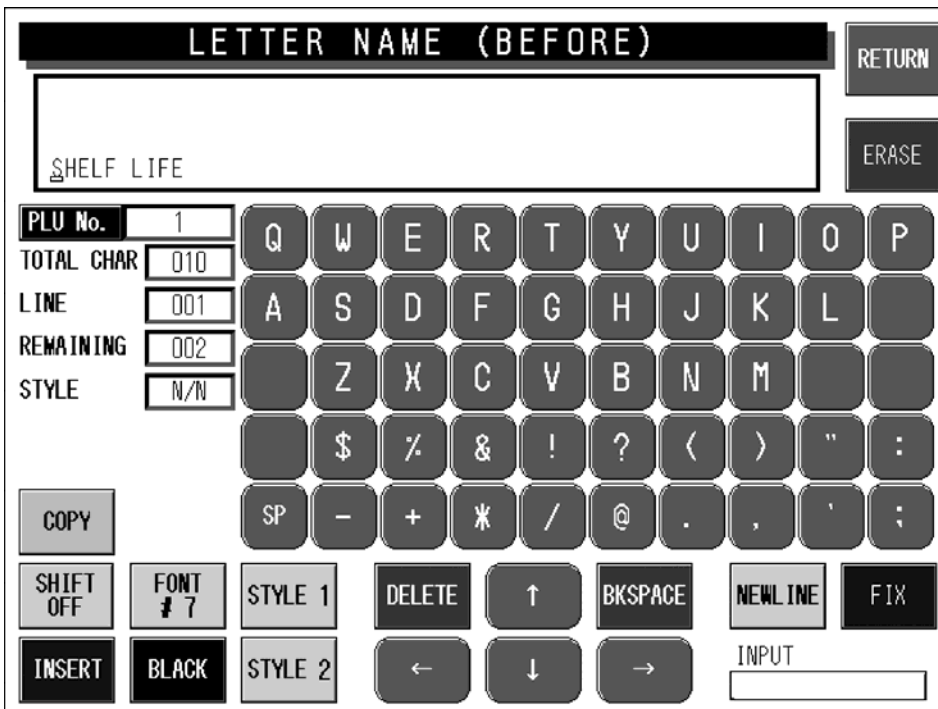 LETTER NAME (BEFORE)
RETURN
SHELF LIFE
ERASE
PLU No. 1
TOTAL CHAR 010
LINE 001
REMAINING 002
STYLE N/N
Q W E R T Y U I O P
A S D F G H J K L
Z X C V B N M
$ % & ! ? ( ) " :
SP - + * / @ . , ' ;
COPY
SHIFT OFF FONT # 7 STYLE 1 DELETE ↑ BKSPACE NEWLINE FIX
INSERT BLACK STYLE 2 ← ↓ → INPUT